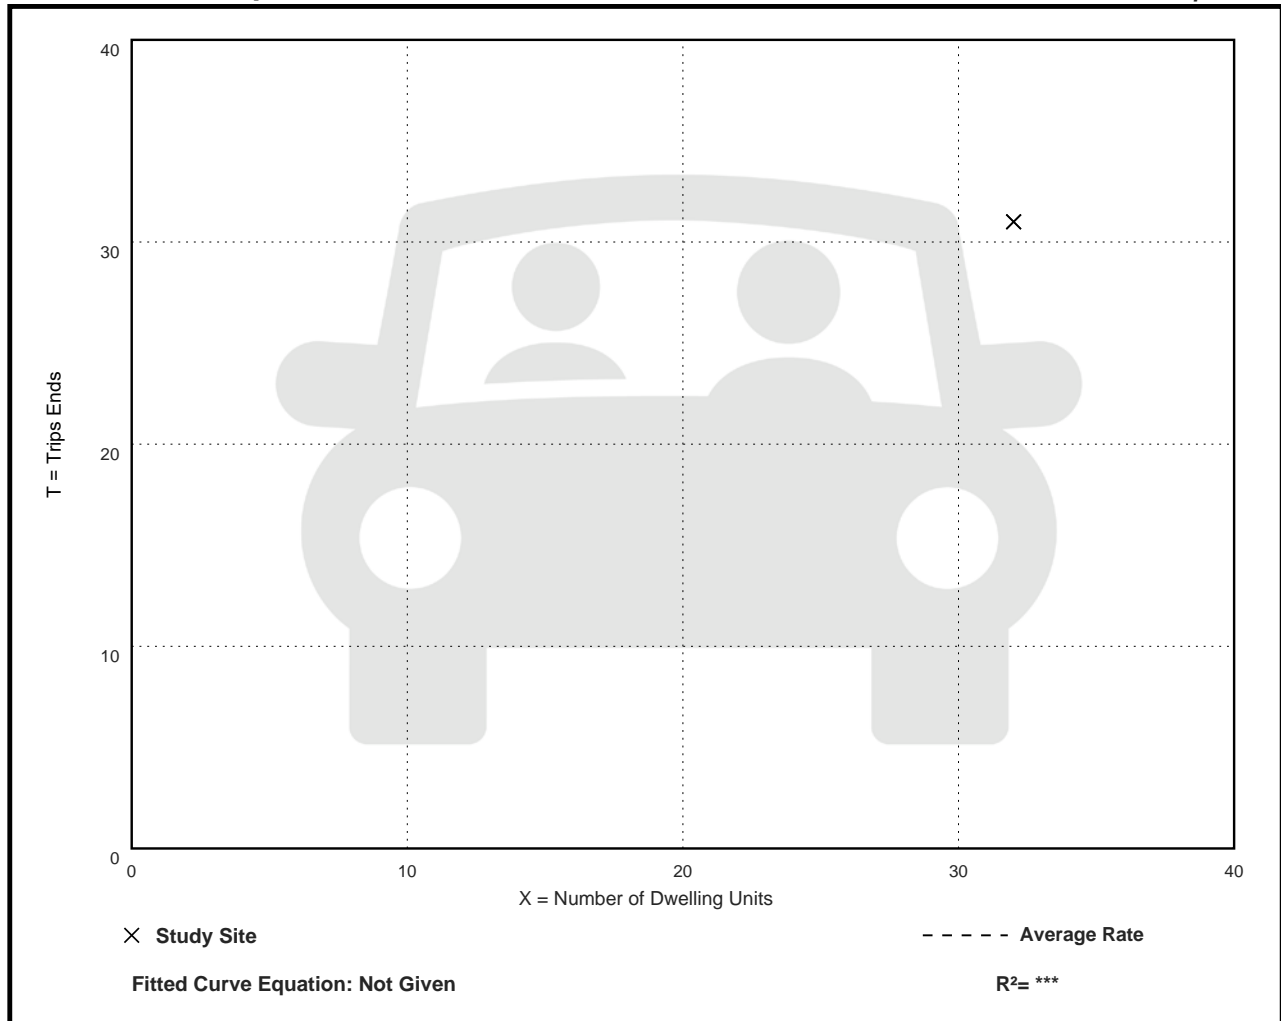 40
30
20
10
0
T = Trips Ends
0 10 20 30 40
X = Number of Dwelling Units
Study Site
Average Rate
Fitted Curve Equation: Not Given
R²= ***